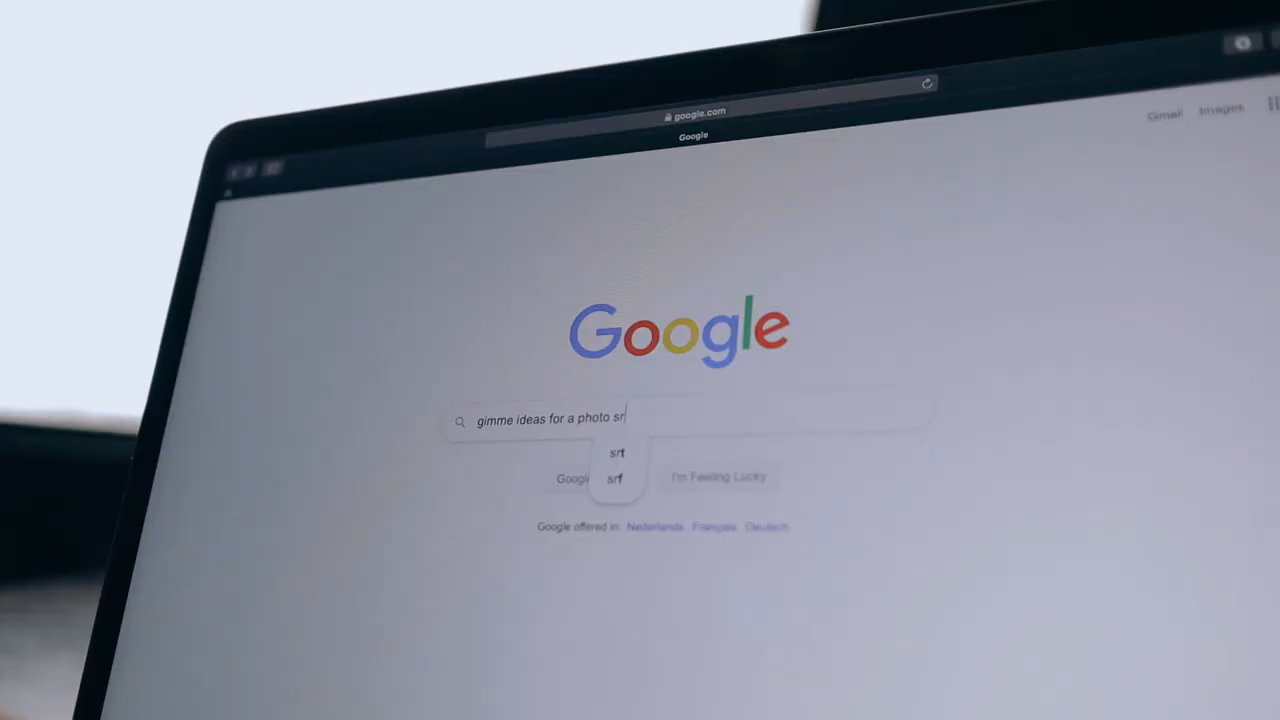 google.com
Google
Gmail Images
Google
gimme ideas for a photo sr
srt
srf
Googl I'm Feeling Lucky
Google offered in: Nederlands Français Deutsch